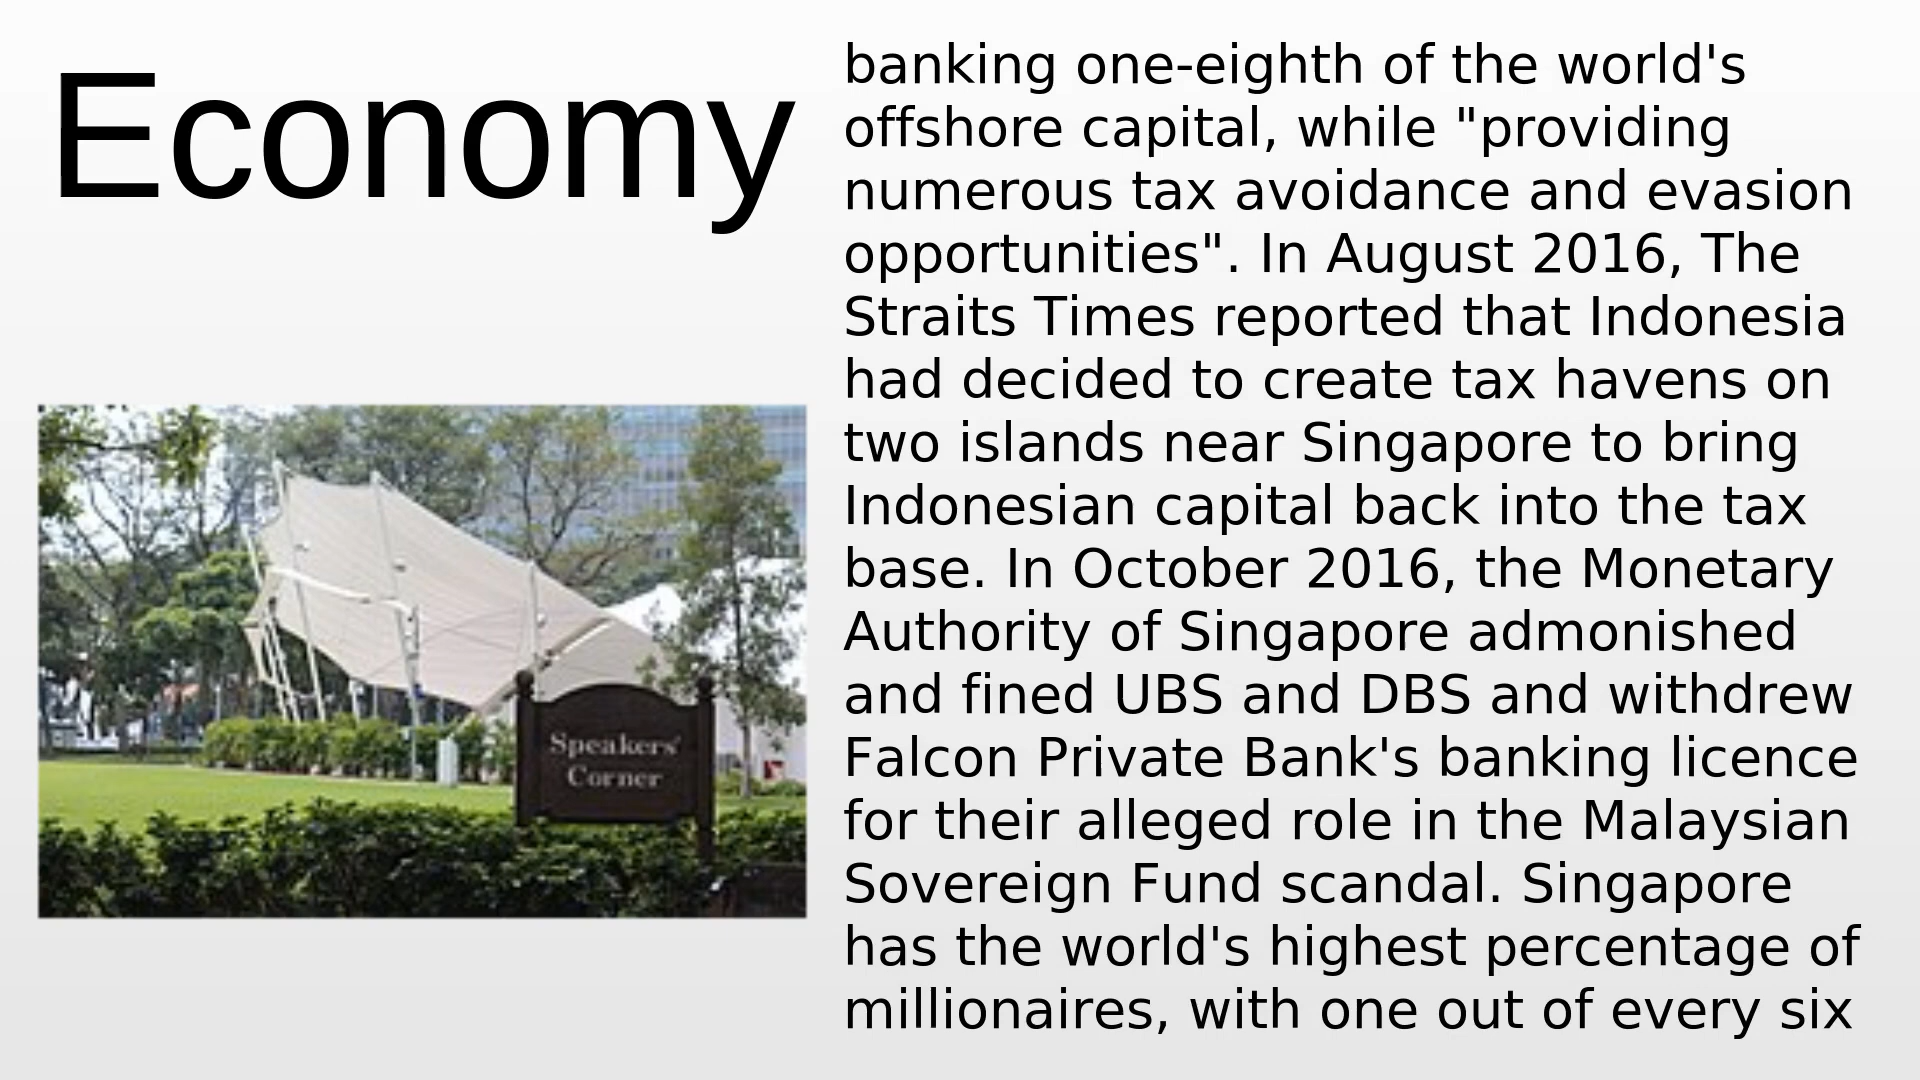 Economy
banking one-eighth of the world's
offshore capital, while "providing
numerous tax avoidance and evasion
opportunities". In August 2016, The
Straits Times reported that Indonesia
had decided to create tax havens on
two islands near Singapore to bring
Indonesian capital back into the tax
base. In October 2016, the Monetary
Authority of Singapore admonished
and fined UBS and DBS and withdrew
Falcon Private Bank's banking licence
for their alleged role in the Malaysian
Sovereign Fund scandal. Singapore
has the world's highest percentage of
millionaires, with one out of every six
Speakers'
Corner